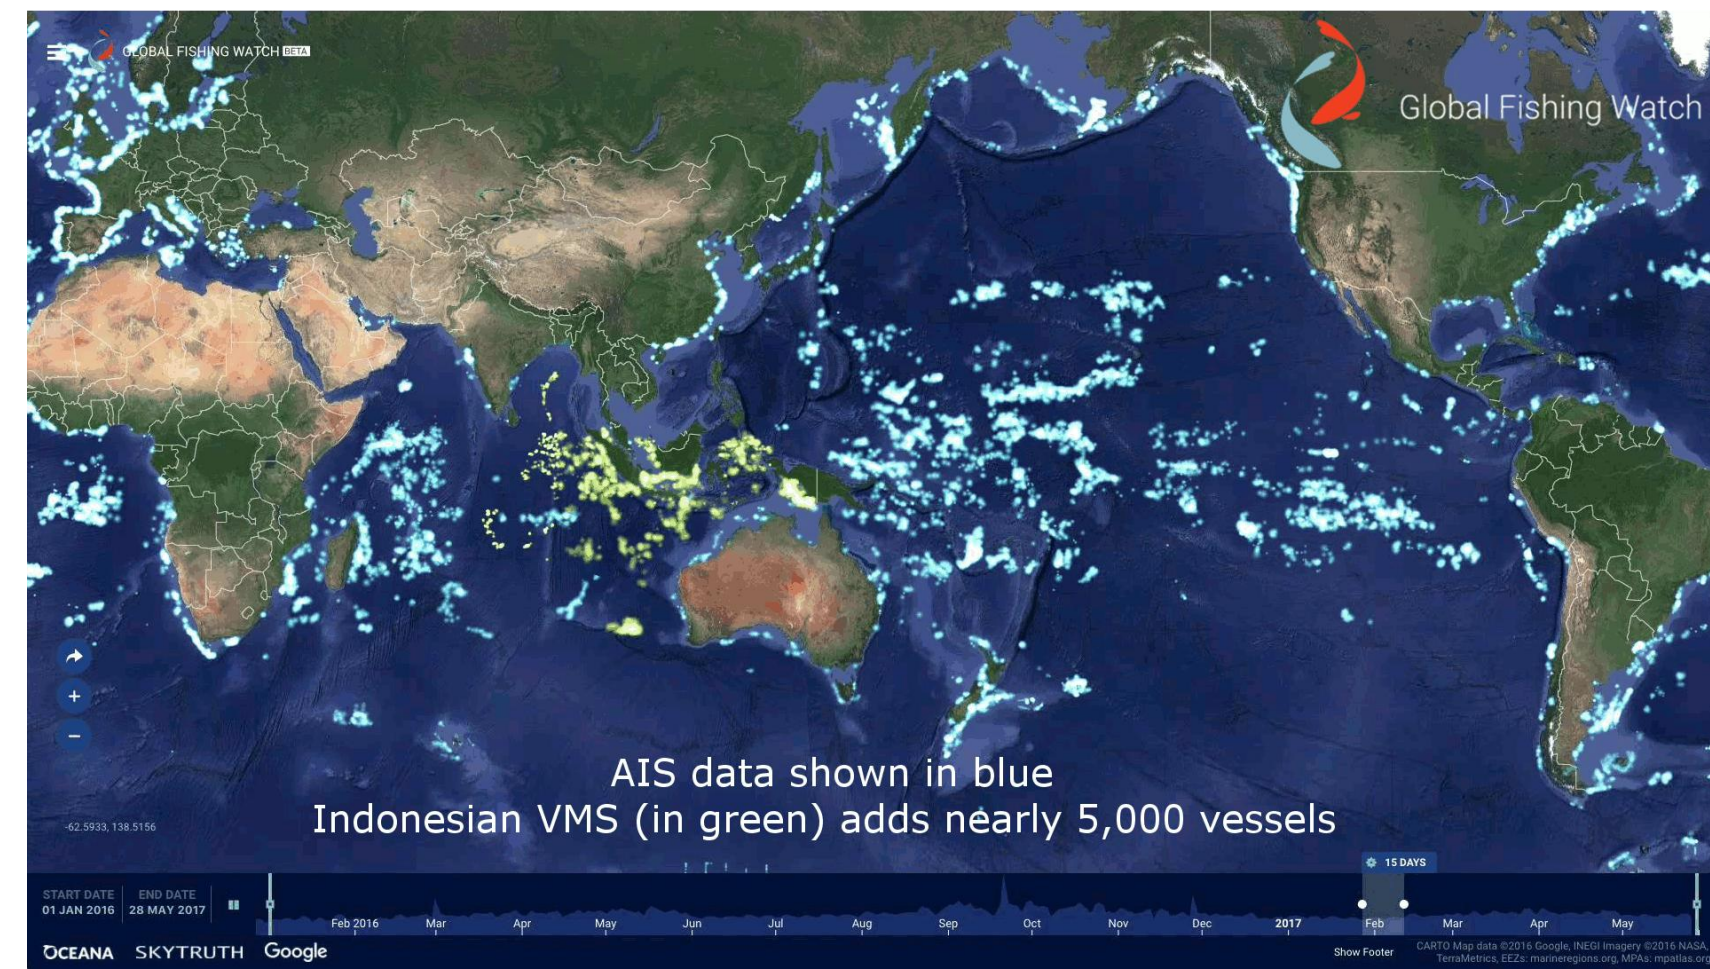 GLOBAL FISHING WATCH BETA
Global Fishing Watch
AIS data shown in blue
Indonesian VMS (in green) adds nearly 5,000 vessels
-62.5933, 138.5156
15 DAYS
START DATE
01 JAN 2016
END DATE
28 MAY 2017
Feb 2016 Mar Apr May Jun Jul Aug Sep Oct Nov Dec 2017 Feb Mar Apr May
OCEANA SKYTRUTH Google
Show Footer
CARTO Map data ©2016 Google, INEGI Imagery ©2016 NASA,
TerraMetrics, EEZs: marineregions.org, MPAs: mpatlas.org